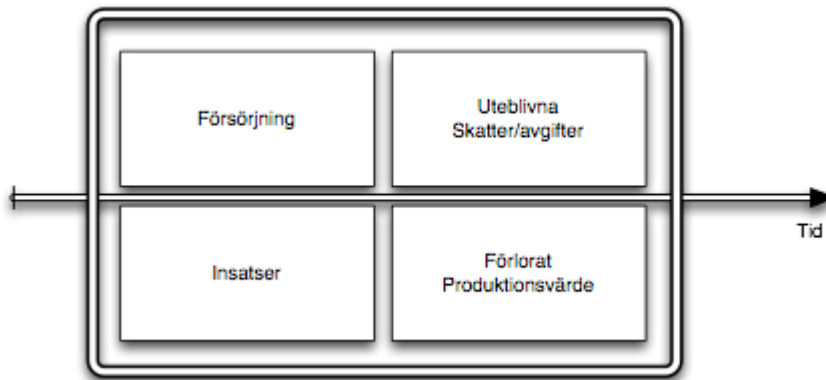 Försörjning
Uteblivna
Skatter/avgifter
Tid
Insatser
Förlorat
Produktionsvärde